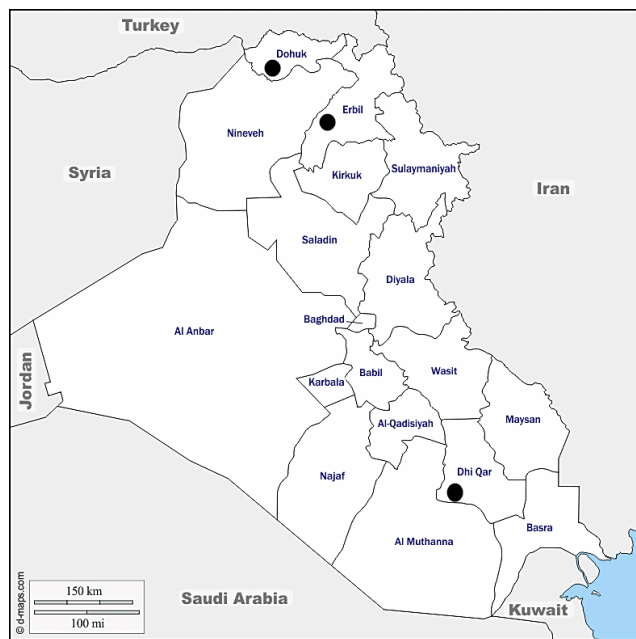 Turkey
Dohuk
Erbil
Nineveh
Syria
Kirkuk
Sulaymaniyah
Iran
Saladin
Diyala
Baghdad
Al Anbar
Jordan
Karbala
Babil
Wasit
Al-Qadisiyah
Maysan
Najaf
Dhi Qar
Basra
Al Muthanna
150 km
100 mi
Saudi Arabia
Kuwait
© d-maps.com